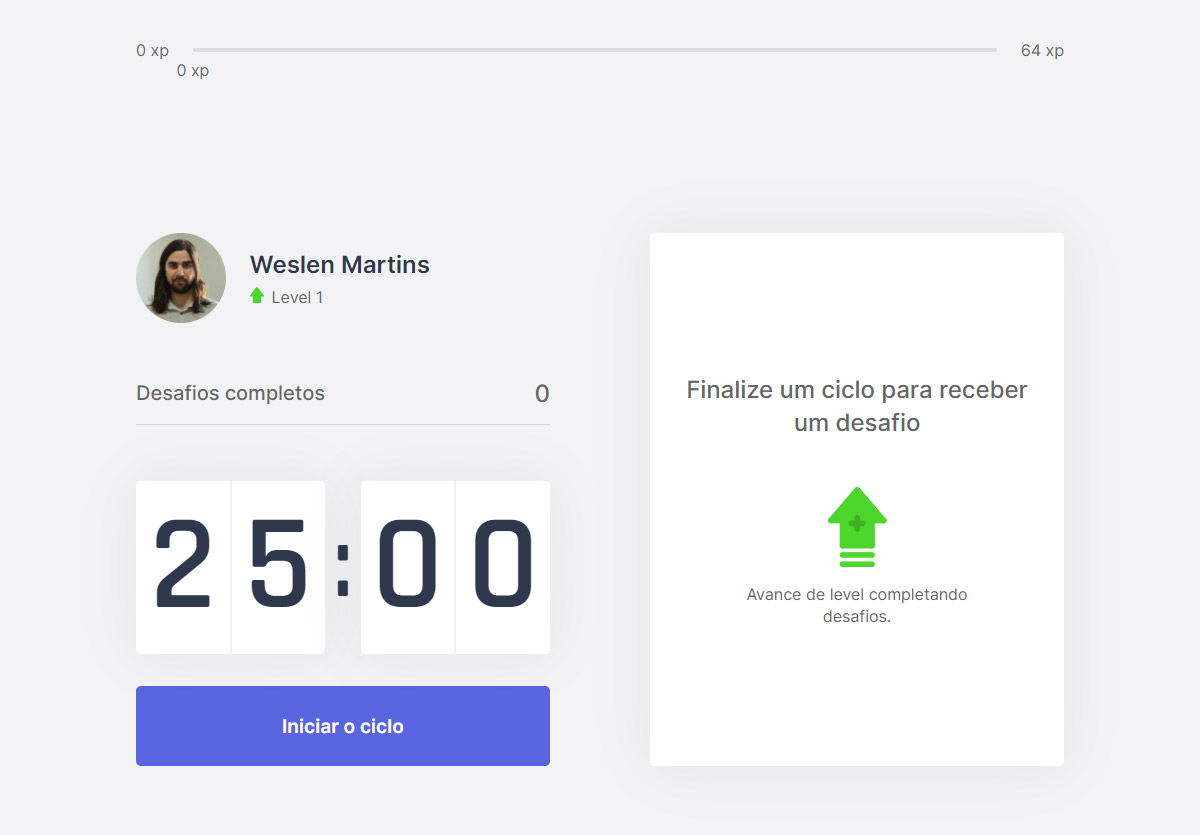 0 xp
64 xp
0 xp
Weslen Martins
Level 1
Desafios completos
0
25:00
Iniciar o ciclo
Finalize um ciclo para receber
um desafio
Avance de level completando
desafios.